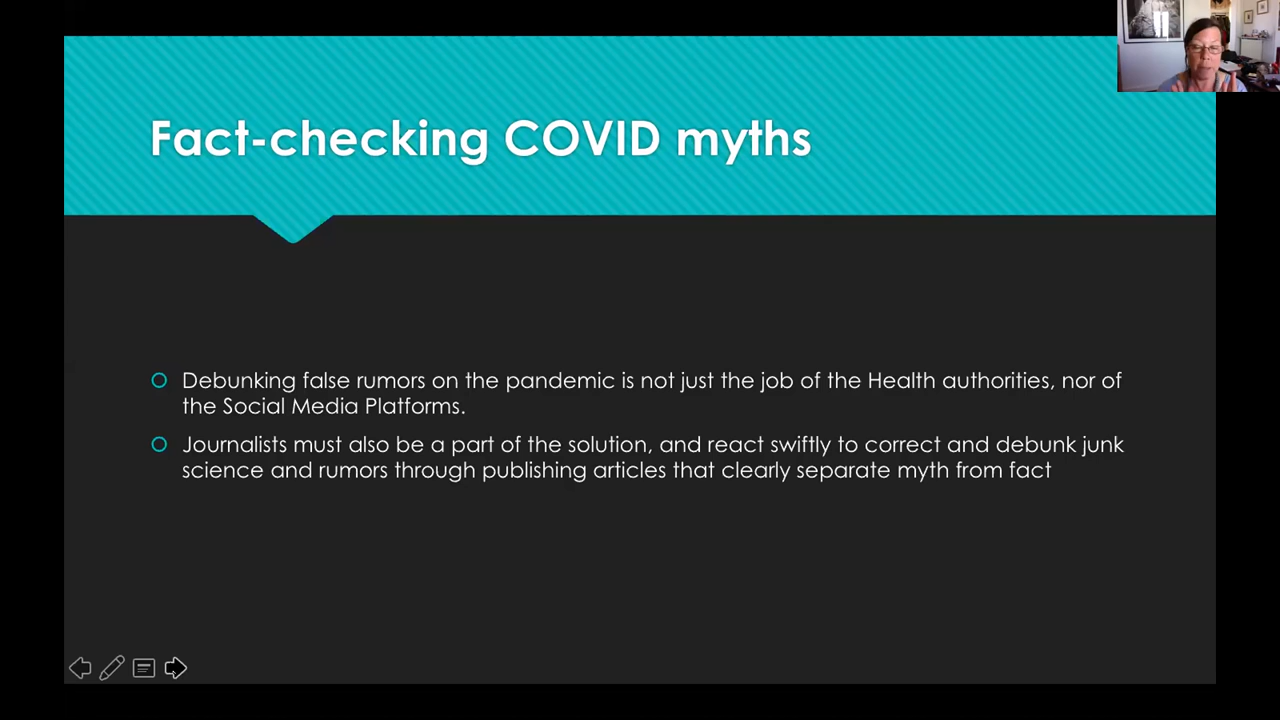 Fact-checking COVID myths
Debunking false rumors on the pandemic is not just the job of the Health authorities, nor of
the Social Media Platforms.
Journalists must also be a part of the solution, and react swiftly to correct and debunk junk
science and rumors through publishing articles that clearly separate myth from fact